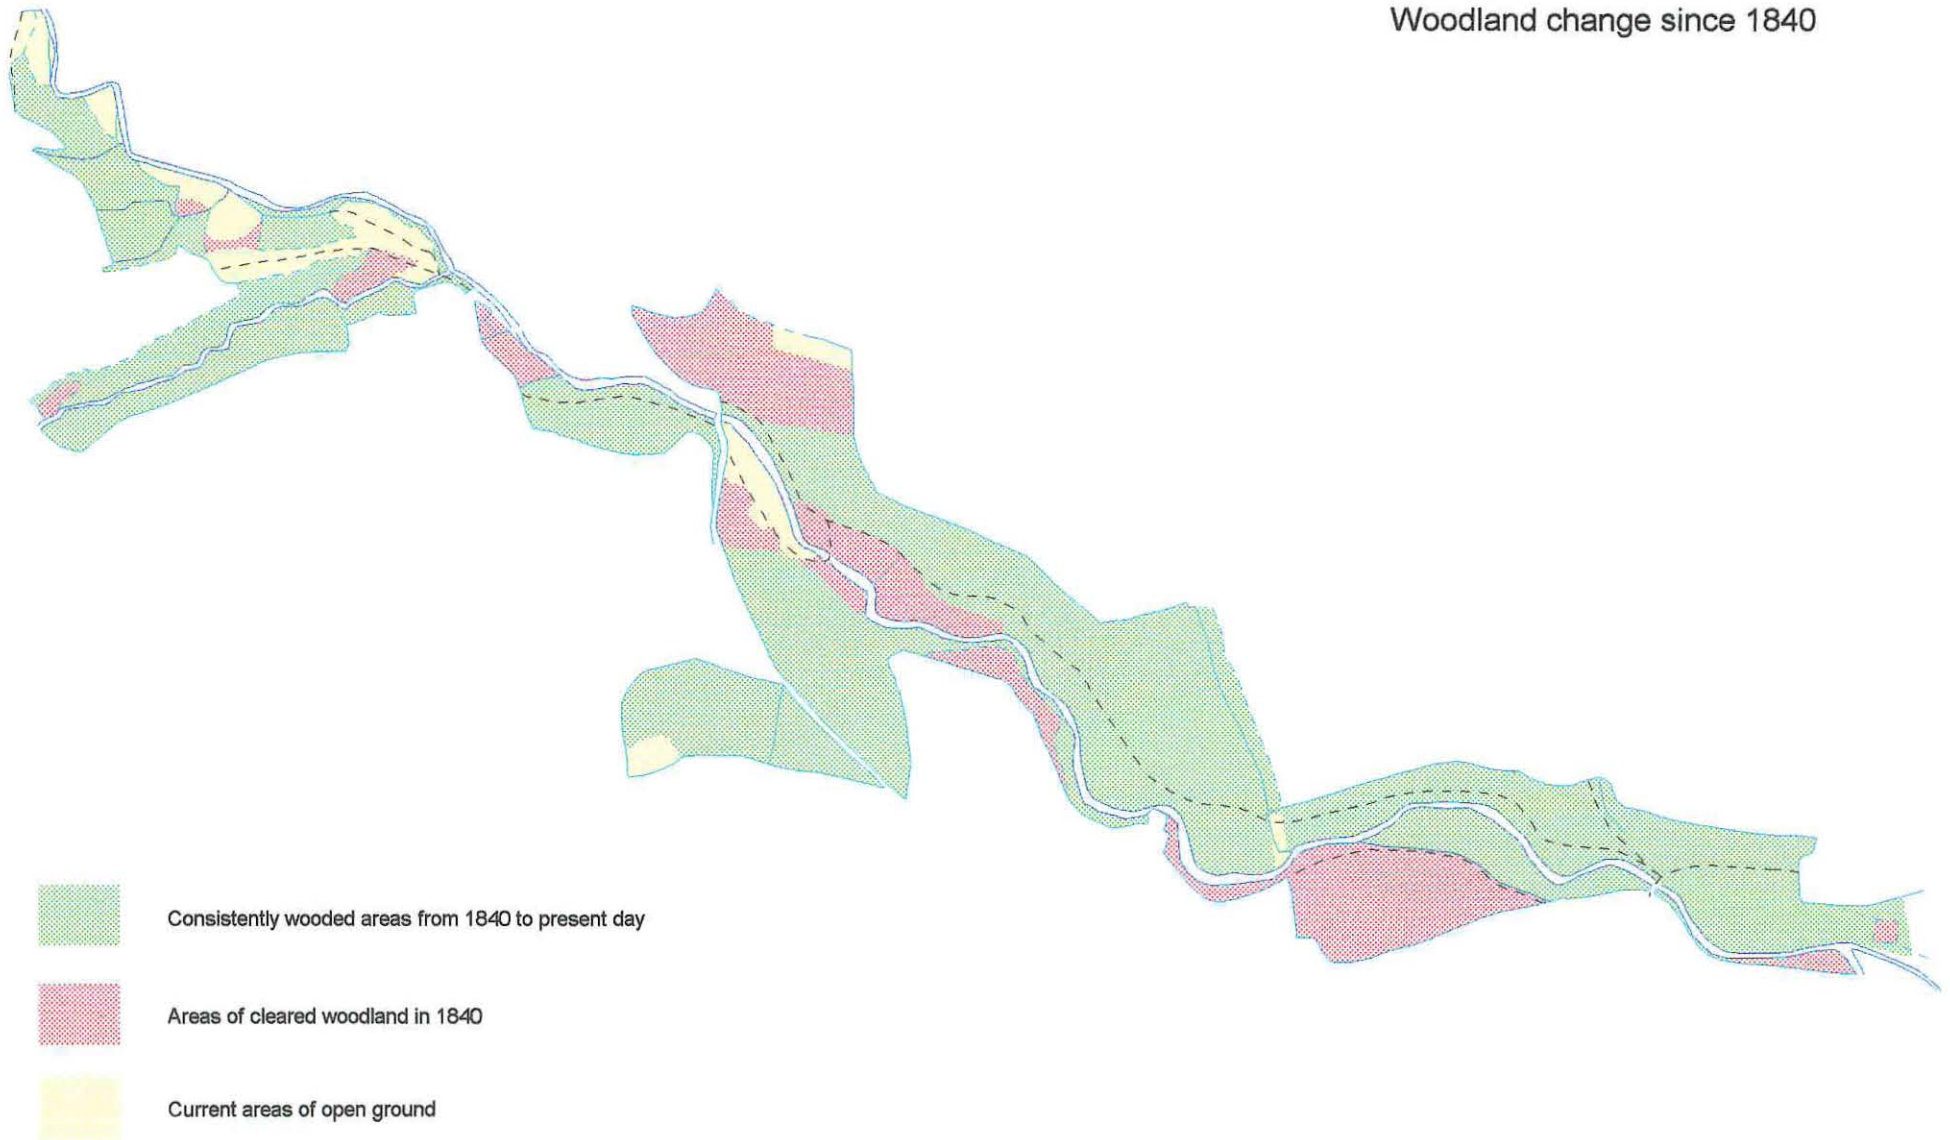 Woodland change since 1840
Consistently wooded areas from 1840 to present day
Areas of cleared woodland in 1840
Current areas of open ground